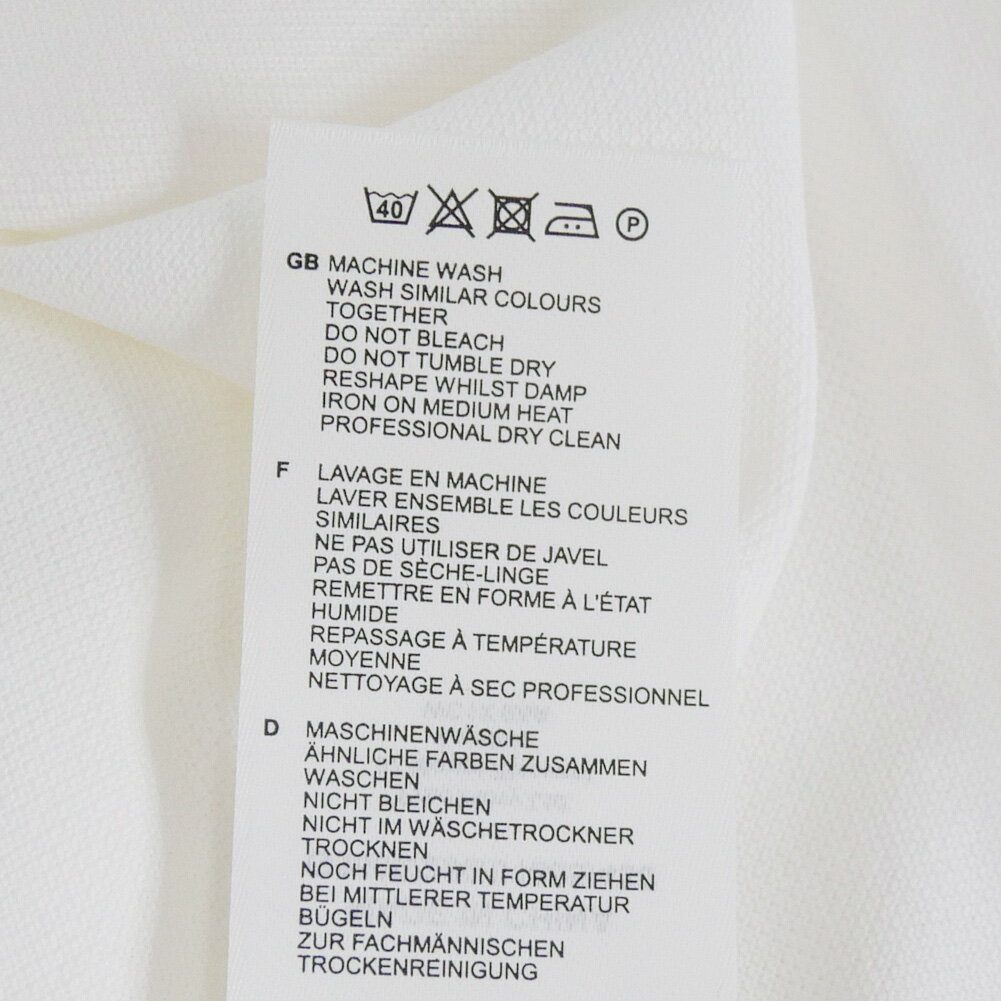 40
P
GB MACHINE WASH
WASH SIMILAR COLOURS
TOGETHER
DO NOT BLEACH
DO NOT TUMBLE DRY
RESHAPE WHILST DAMP
IRON ON MEDIUM HEAT
PROFESSIONAL DRY CLEAN
F LAVAGE EN MACHINE
LAVER ENSEMBLE LES COULEURS
SIMILAIRES
NE PAS UTILISER DE JAVEL
PAS DE SÈCHE-LINGE
REMETTRE EN FORME À L'ÉTAT
HUMIDE
REPASSAGE À TEMPÉRATURE
MOYENNE
NETTOYAGE À SEC PROFESSIONNEL
D MASCHINENWÄSCHE
ÄHNLICHE FARBEN ZUSAMMEN
WASCHEN
NICHT BLEICHEN
NICHT IM WÄSCHETROCKNER
TROCKNEN
NOCH FEUCHT IN FORM ZIEHEN
BEI MITTLERER TEMPERATUR
BÜGELN
ZUR FACHMÄNNISCHEN
TROCKENREINIGUNG